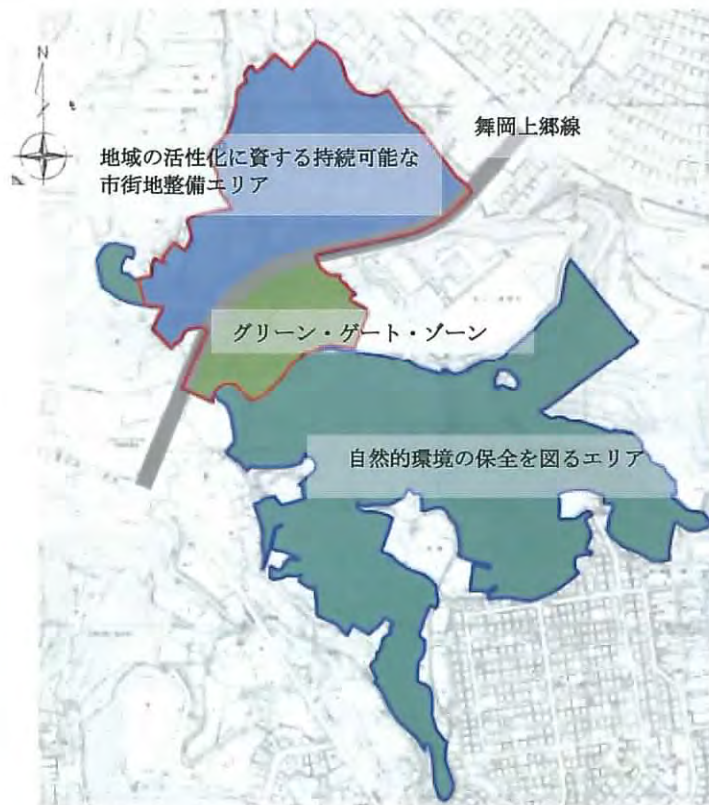 N
舞岡上郷線
地域の活性化に資する持続可能な
市街地整備エリア
グリーン・ゲート・ゾーン
自然的環境の保全を図るエリア